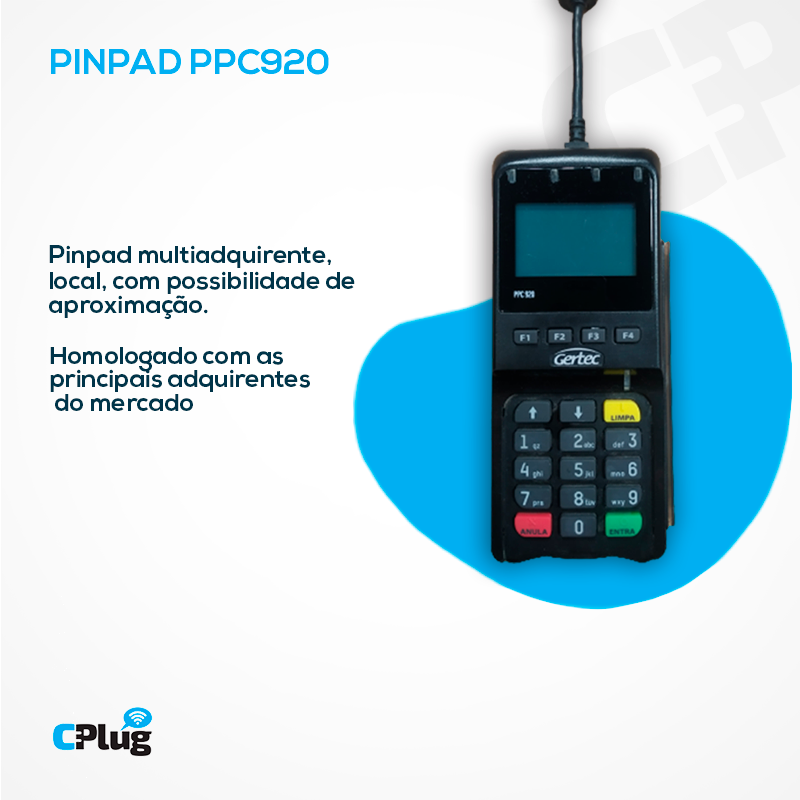 PINPAD PPC920
Pinpad multiadquirente,
local, com possibilidade de
aproximação.
Homologado com as
principais adquirentes
do mercado
PPC 920
F1 F2 F3 F4
Gertec
LIMPA
1 qz 2 abc def 3
4 ghi 5 jkl mno 6
7 prs 8 tuv wxy 9
ANULA 0 ENTRA
CPlug
CP